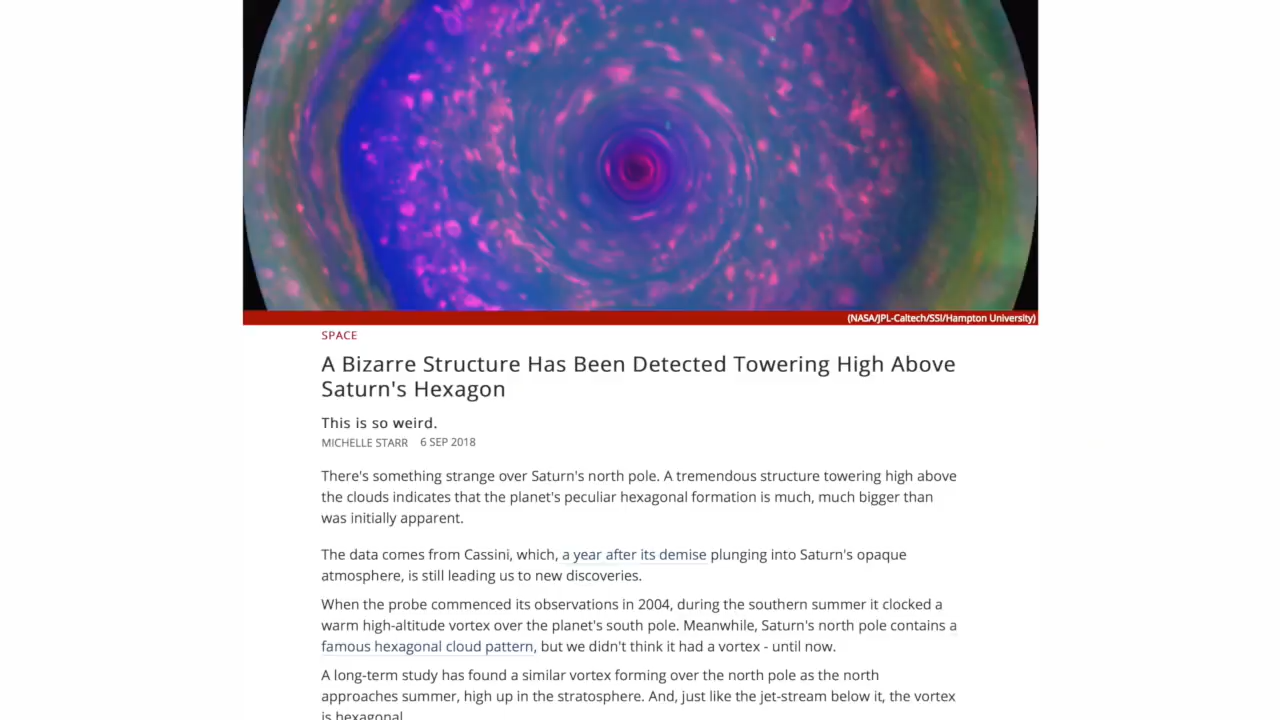 (NASA/JPL-Caltech/SSI/Hampton University)
SPACE
A Bizarre Structure Has Been Detected Towering High Above
Saturn's Hexagon
This is so weird.
MICHELLE STARR 6 SEP 2018
There's something strange over Saturn's north pole. A tremendous structure towering high above
the clouds indicates that the planet's peculiar hexagonal formation is much, much bigger than
was initially apparent.
The data comes from Cassini, which, a year after its demise plunging into Saturn's opaque
atmosphere, is still leading us to new discoveries.
When the probe commenced its observations in 2004, during the southern summer it clocked a
warm high-altitude vortex over the planet's south pole. Meanwhile, Saturn's north pole contains a
famous hexagonal cloud pattern, but we didn't think it had a vortex - until now.
A long-term study has found a similar vortex forming over the north pole as the north
approaches summer, high up in the stratosphere. And, just like the jet-stream below it, the vortex
is hexagonal.